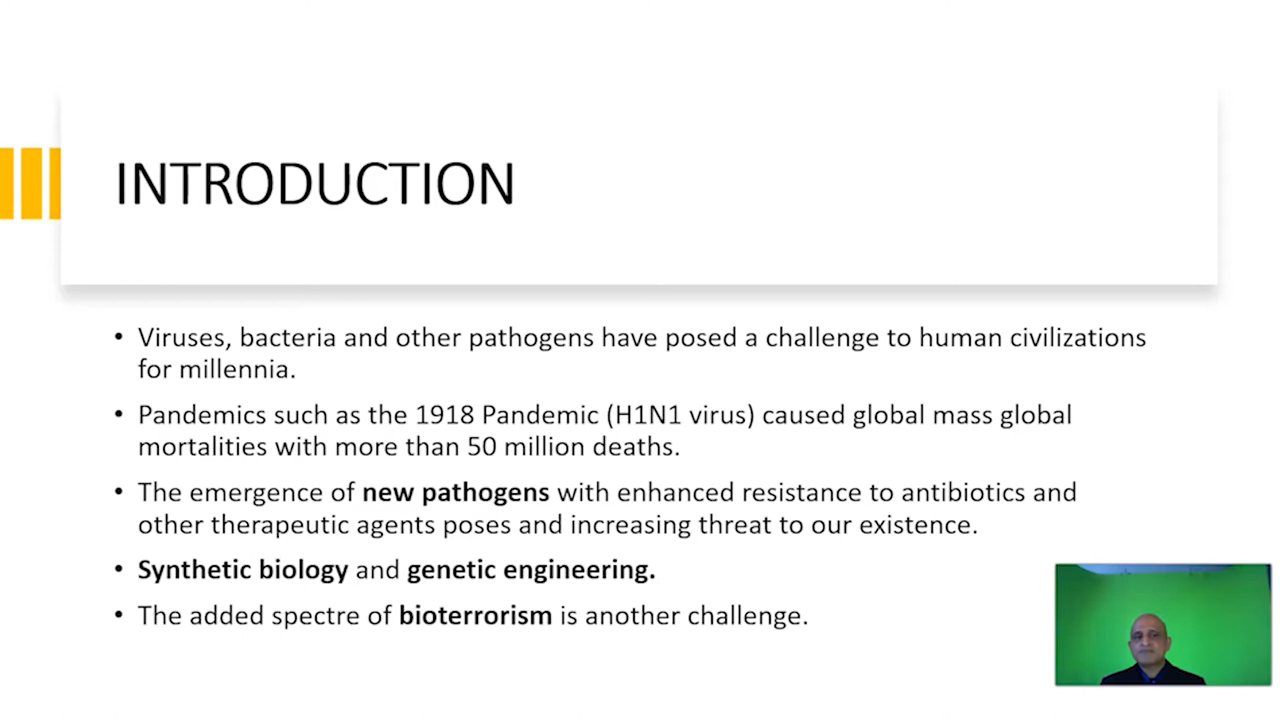 INTRODUCTION
• Viruses, bacteria and other pathogens have posed a challenge to human civilizations
for millennia.
• Pandemics such as the 1918 Pandemic (H1N1 virus) caused global mass global
mortalities with more than 50 million deaths.
• The emergence of new pathogens with enhanced resistance to antibiotics and
other therapeutic agents poses and increasing threat to our existence.
• Synthetic biology and genetic engineering.
• The added spectre of bioterrorism is another challenge.